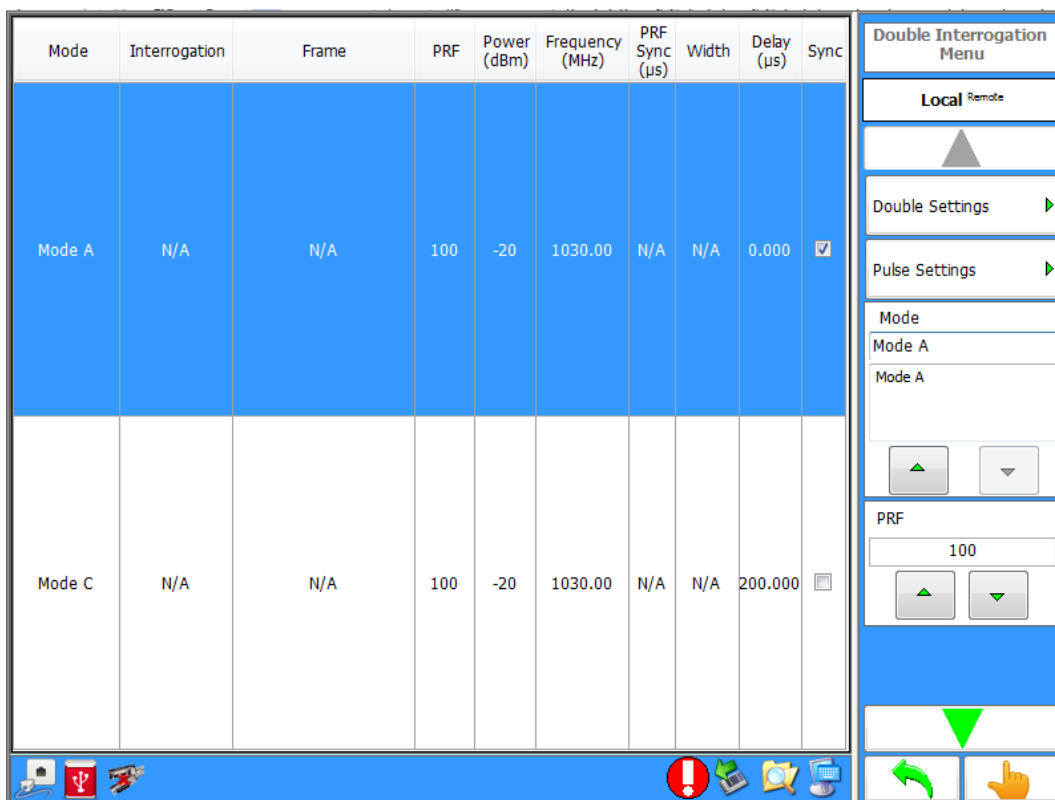 Mode Interrogation Frame PRF Power (dBm) Frequency (MHz) PRF Sync (µs) Width Delay (µs) Sync
Mode A N/A N/A 100 -20 1030.00 N/A N/A 0.000
Mode C N/A N/A 100 -20 1030.00 N/A N/A 200.000
Double Interrogation
Menu
Local Remote
Double Settings
Pulse Settings
Mode
Mode A
Mode A
PRF
100